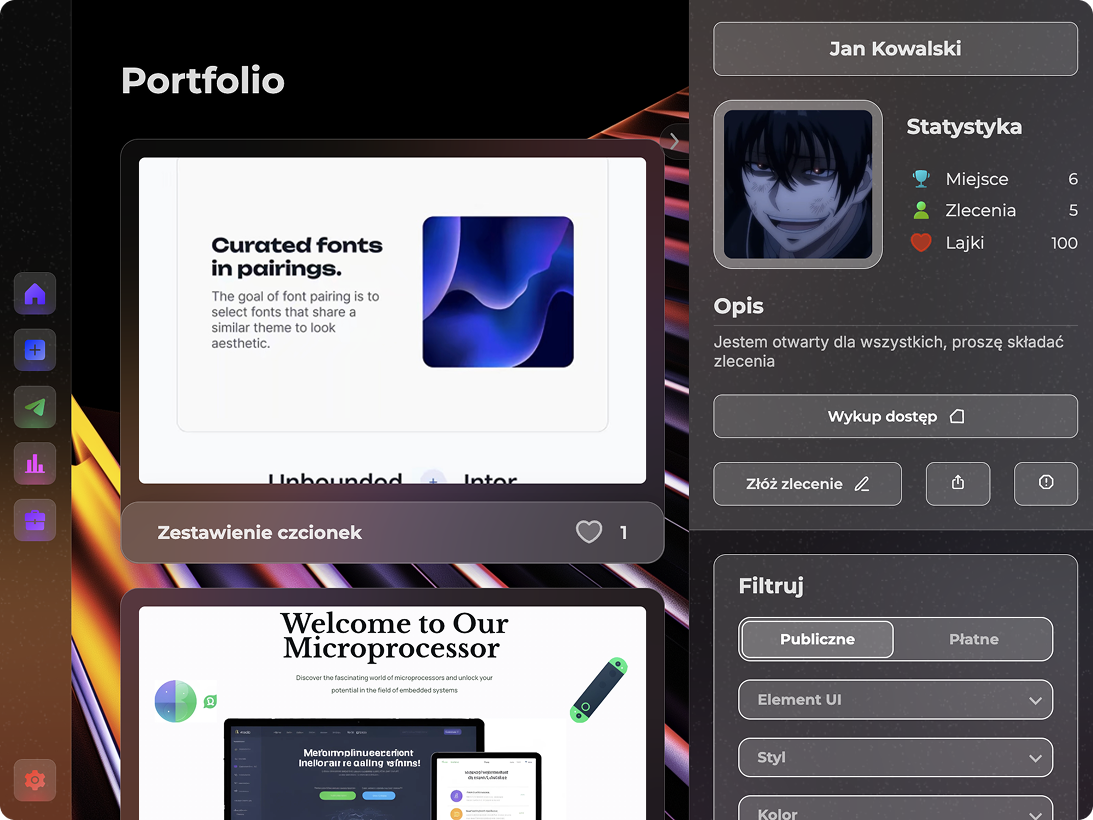 Portfolio
Curated fonts
in pairings.
The goal of font pairing is to
select fonts that share a
similar theme to look
aesthetic.
Unbounded + Inter
Zestawienie czcionek
1
Welcome to Our
Microprocessor
Discover the fascinating world of microprocessors and unlock your
potential in the field of embedded systems
Jan Kowalski
Statystyka
Miejsce 6
Zlecenia 5
Lajki 100
Opis
Jestem otwarty dla wszystkich, proszę składać
zlecenia
Wykup dostęp
Złóż zlecenie
Filtruj
Publiczne
Płatne
Element UI
Styl
Kolor